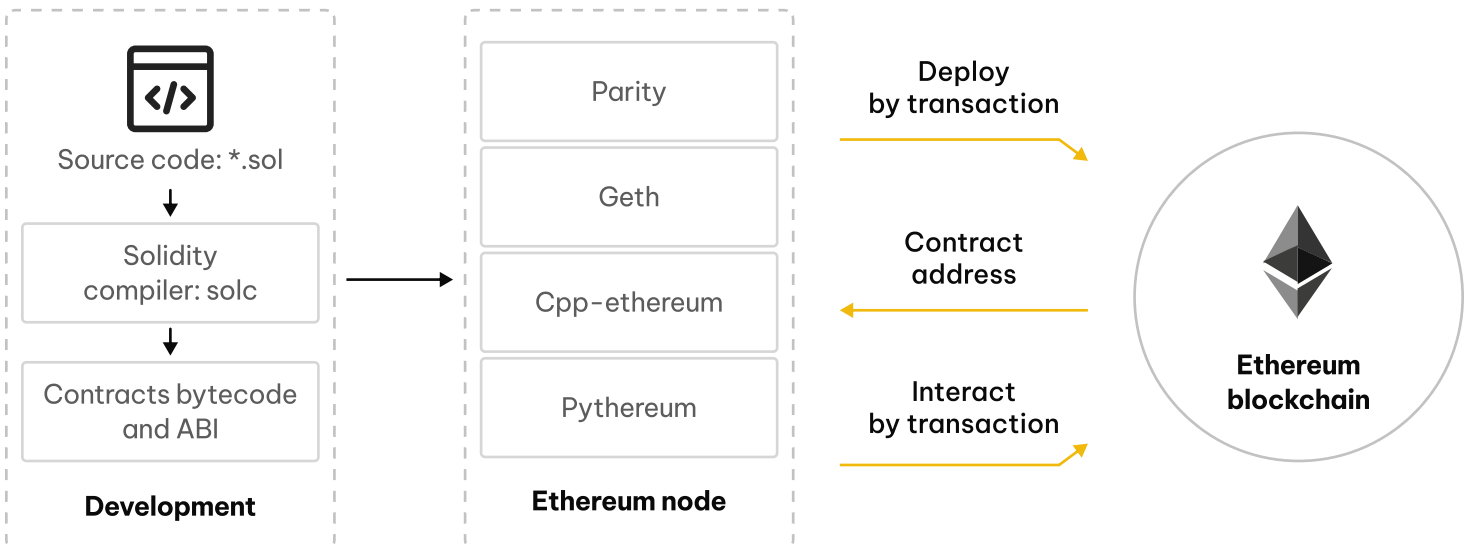 </>
Source code: *.sol
Solidity
compiler: solc
Contracts bytecode
and ABI
Development
Parity
Geth
Cpp-ethereum
Pythereum
Ethereum node
Deploy
by transaction
Contract
address
Interact
by transaction
Ethereum
blockchain